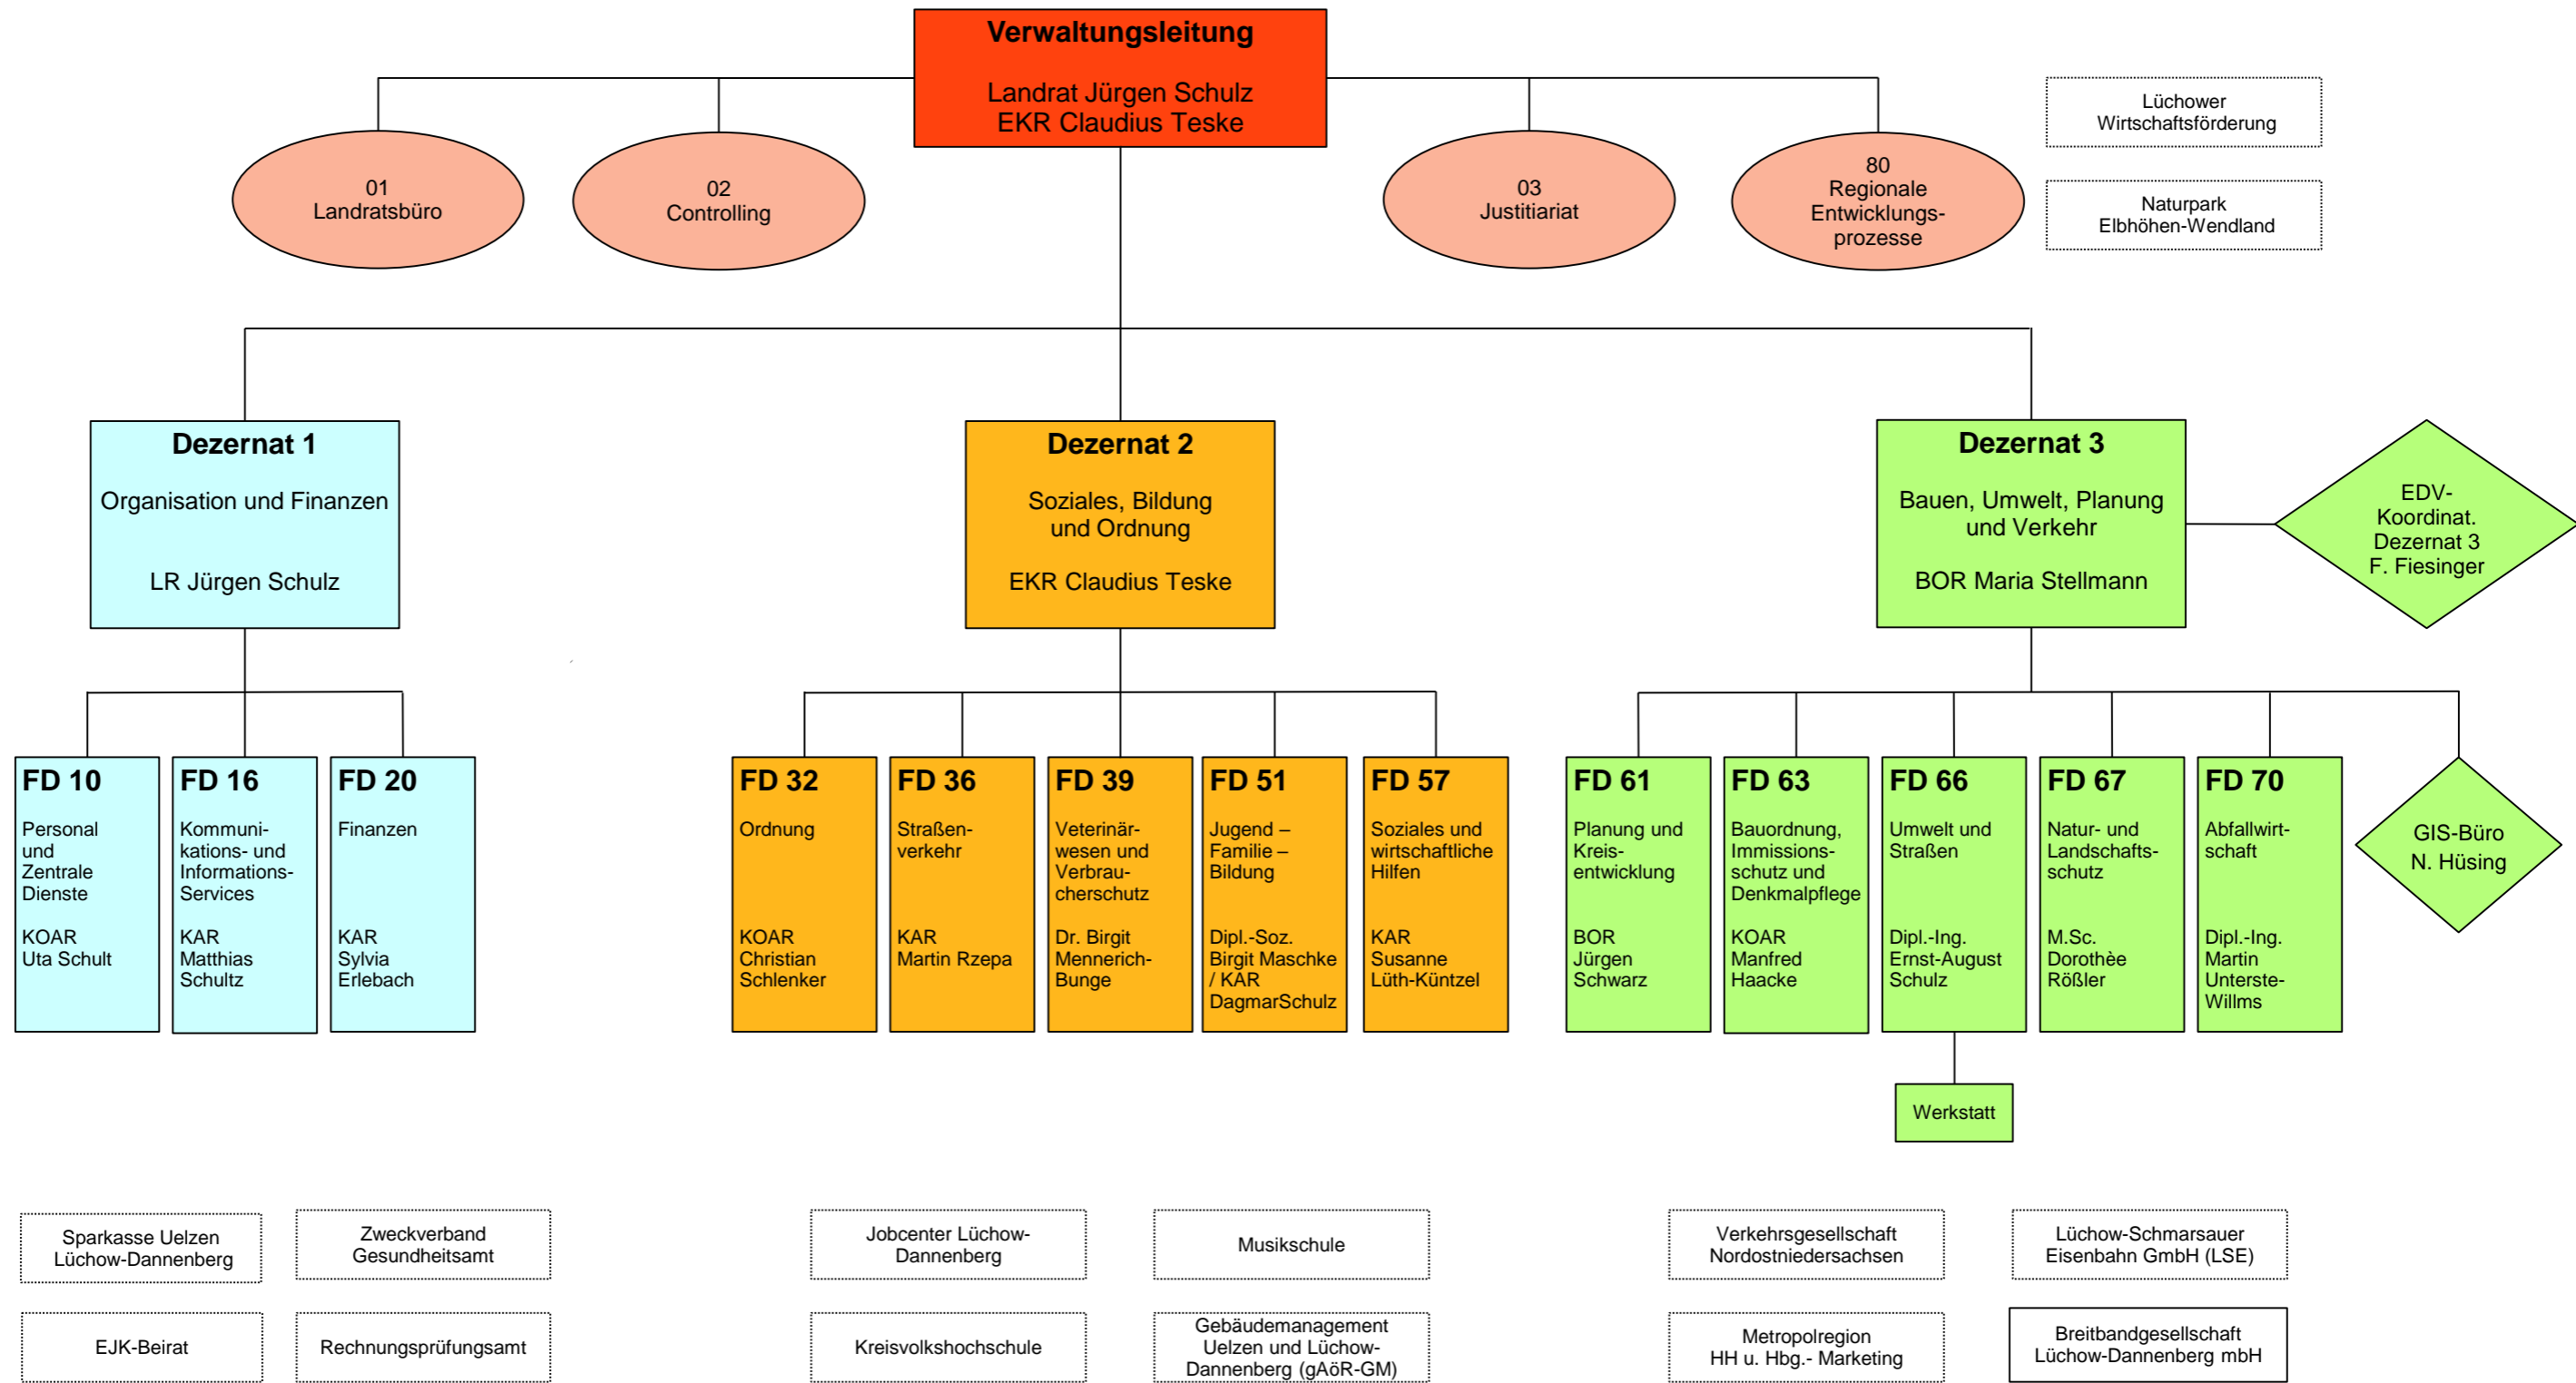 Verwaltungsleitung
Landrat Jürgen Schulz
EKR Claudius Teske
01
Landratsbüro
02
Controlling
03
Justitiariat
80
Regionale
Entwicklungs-
prozesse
Lüchower
Wirtschaftsförderung
Naturpark
Elbhöhen-Wendland
Dezernat 1
Organisation und Finanzen
LR Jürgen Schulz
Dezernat 2
Soziales, Bildung
und Ordnung
EKR Claudius Teske
Dezernat 3
Bauen, Umwelt, Planung
und Verkehr
BOR Maria Stellmann
EDV-
Koordinat.
Dezernat 3
F. Fiesinger
FD 10
Personal
und
Zentrale
Dienste
KOAR
Uta Schult
FD 16
Kommuni-
kations- und
Informations-
Services
KAR
Matthias
Schultz
FD 20
Finanzen
KAR
Sylvia
Erlebach
FD 32
Ordnung
KOAR
Christian
Schlenker
FD 36
Straßen-
verkehr
KAR
Martin Rzepa
FD 39
Veterinär-
wesen und
Verbrau-
cherschutz
Dr. Birgit
Mennerich-
Bunge
FD 51
Jugend –
Familie –
Bildung
Dipl.-Soz.
Birgit Maschke
/ KAR
DagmarSchulz
FD 57
Soziales und
wirtschaftliche
Hilfen
KAR
Susanne
Lüth-Küntzel
FD 61
Planung und
Kreis-
entwicklung
BOR
Jürgen
Schwarz
FD 63
Bauordnung,
Immissions-
schutz und
Denkmalpflege
KOAR
Manfred
Haacke
FD 66
Umwelt und
Straßen
Dipl.-Ing.
Ernst-August
Schulz
FD 67
Natur- und
Landschafts-
schutz
M.Sc.
Dorothèe
Rößler
FD 70
Abfallwirt-
schaft
Dipl.-Ing.
Martin
Unterste-
Willms
GIS-Büro
N. Hüsing
Werkstatt
Sparkasse Uelzen
Lüchow-Dannenberg
Zweckverband
Gesundheitsamt
Jobcenter Lüchow-
Dannenberg
Musikschule
Verkehrsgesellschaft
Nordostniedersachsen
Lüchow-Schmarsauer
Eisenbahn GmbH (LSE)
EJK-Beirat
Rechnungsprüfungsamt
Kreisvolkshochschule
Gebäudemanagement
Uelzen und Lüchow-
Dannenberg (gAöR-GM)
Metropolregion
HH u. Hbg.- Marketing
Breitbandgesellschaft
Lüchow-Dannenberg mbH